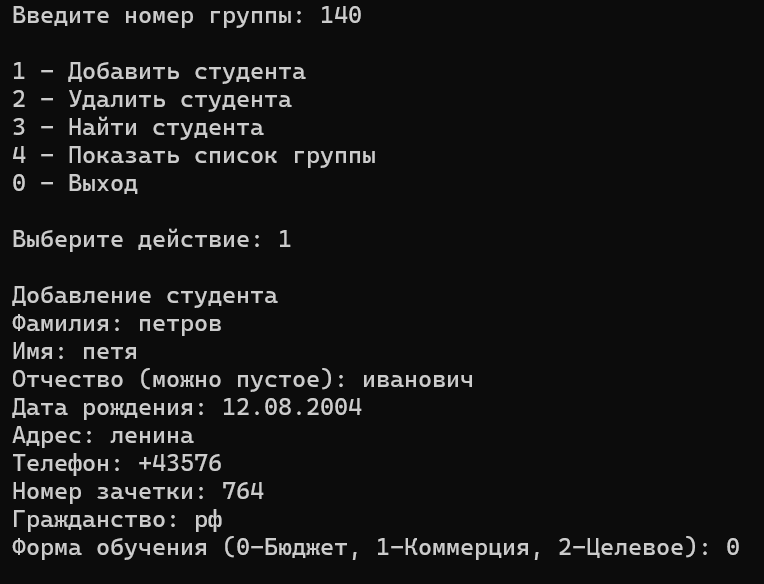 Введите номер группы: 140
1 - Добавить студента
2 - Удалить студента
3 - Найти студента
4 - Показать список группы
0 - Выход
Выберите действие: 1
Добавление студента
Фамилия: петров
Имя: петя
Отчество (можно пустое): иванович
Дата рождения: 12.08.2004
Адрес: ленина
Телефон: +43576
Номер зачетки: 764
Гражданство: рф
Форма обучения (0-Бюджет, 1-Коммерция, 2-Целевое): 0